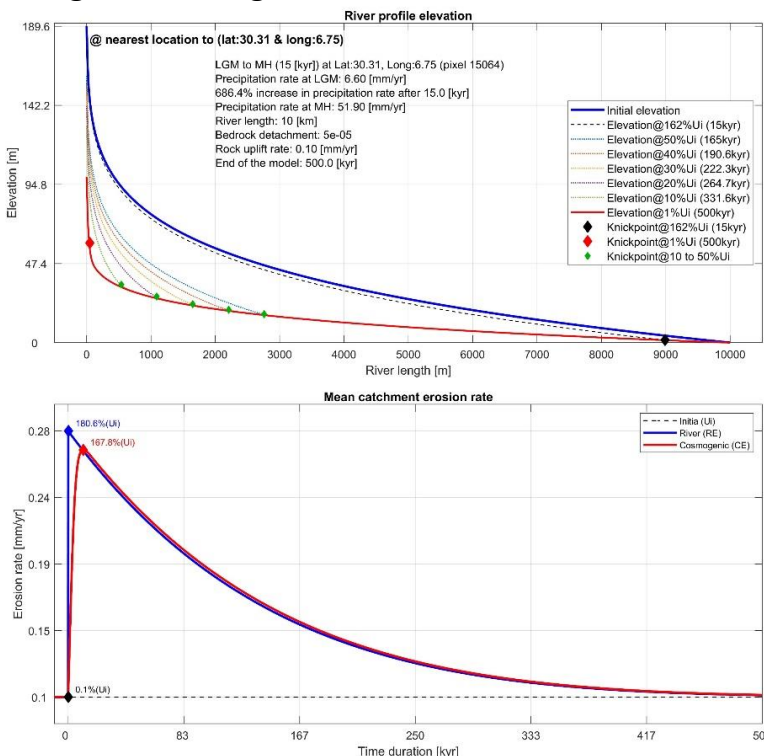 River profile elevation
189.6
142.2
94.8
47.4
0
Elevation [m]
@ nearest location to (lat:30.31 & long:6.75)
LGM to MH (15 [kyr]) at Lat:30.31, Long:6.75 (pixel 15064)
Precipitation rate at LGM: 6.60 [mm/yr]
686.4% increase in precipitation rate after 15.0 [kyr]
Precipitation rate at MH: 51.90 [mm/yr]
River length: 10 [km]
Bedrock detachment: 5e-05
Rock uplift rate: 0.10 [mm/yr]
End of the model: 500.0 [kyr]
Initial elevation
Elevation@162%Ui (15kyr)
Elevation@50%Ui (165kyr)
Elevation@40%Ui (190.6kyr)
Elevation@30%Ui (222.3kyr)
Elevation@20%Ui (264.7kyr)
Elevation@10%Ui (331.6kyr)
Elevation@1%Ui (500kyr)
Knickpoint@162%Ui (15kyr)
Knickpoint@1%Ui (500kyr)
Knickpoint@10 to 50%Ui
0 1000 2000 3000 4000 5000 6000 7000 8000 9000 10000
River length [m]
Mean catchment erosion rate
0.28
0.24
0.19
0.15
0.1
Erosion rate [mm/yr]
180.6%(Ui)
167.8%(Ui)
0.1%(Ui)
Initia (Ui)
River (RE)
Cosmogenic (CE)
0 83 167 250 333 417 50
Time duration [kyr]